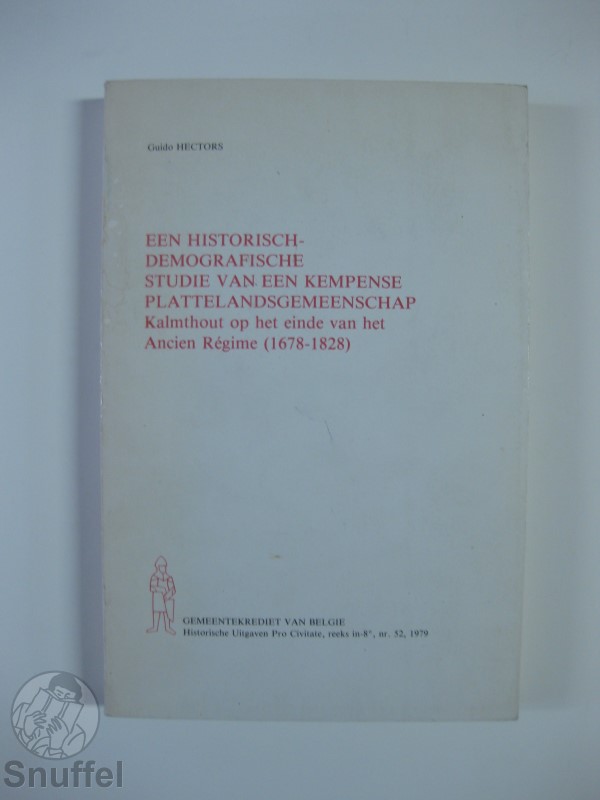 Guido HECTORS
EEN HISTORISCH-
DEMOGRAFISCHE
STUDIE VAN EEN KEMPENSE
PLATTELANDSGEMEENSCHAP
Kalmthout op het einde van het
Ancien Régime (1678-1828)
GEMEENTEKREDIET VAN BELGIE
Historische Uitgaven Pro Civitate, reeks in-8°, nr. 52, 1979
Snuffel